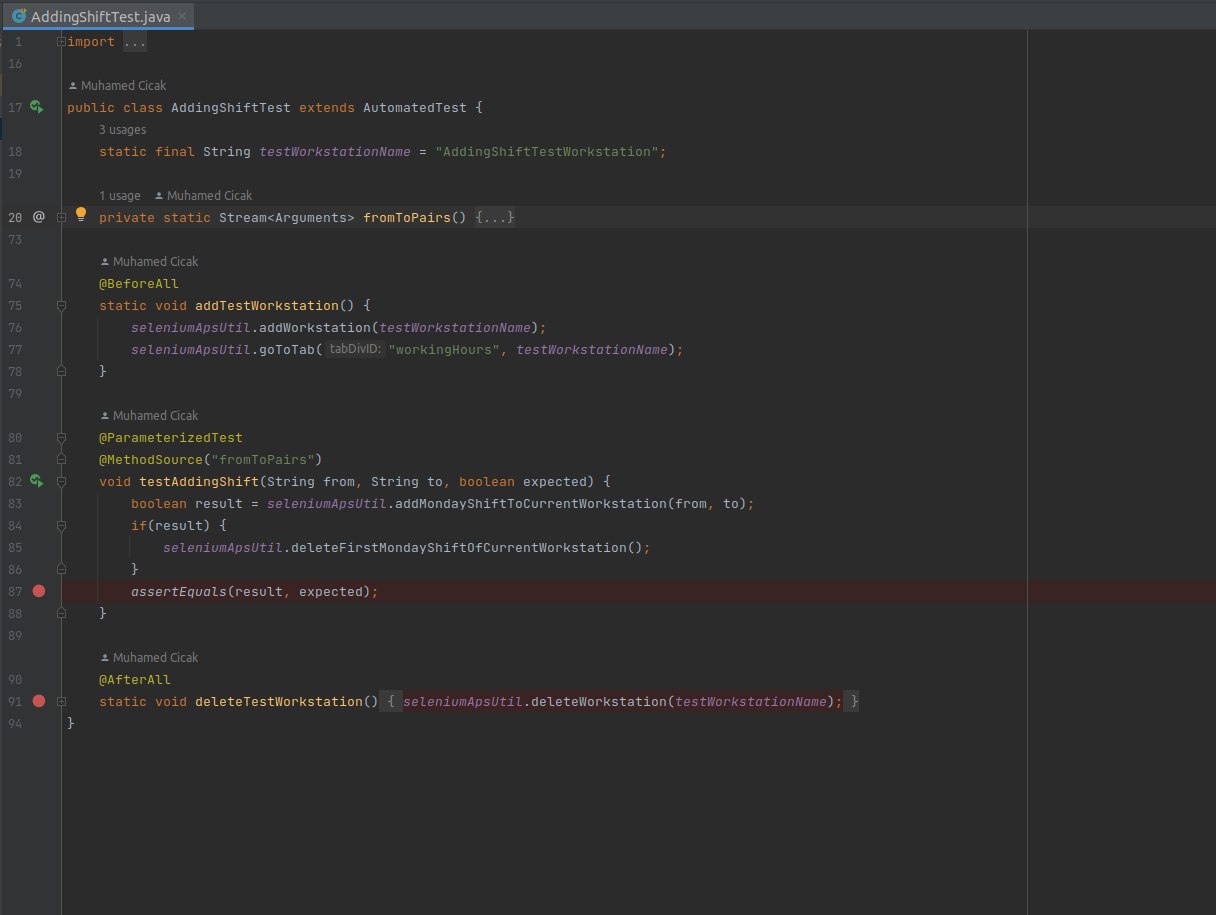 AddingShiftTest.java
1 import ...
16
Muhamed Cicak
17 public class AddingShiftTest extends AutomatedTest {
3 usages
18 static final String testWorkstationName = "AddingShiftTestWorkstation";
19
1 usage Muhamed Cicak
20 @ private static Stream<Arguments> fromToPairs() {...}
73
Muhamed Cicak
74 @BeforeAll
75 static void addTestWorkstation() {
76 seleniumApsUtil.addWorkstation(testWorkstationName);
77 seleniumApsUtil.goToTab( tabDivID: "workingHours", testWorkstationName);
78 }
79
Muhamed Cicak
80 @ParameterizedTest
81 @MethodSource("fromToPairs")
82 void testAddingShift(String from, String to, boolean expected) {
83 boolean result = seleniumApsUtil.addMondayShiftToCurrentWorkstation(from, to);
84 if(result) {
85 seleniumApsUtil.deleteFirstMondayShiftOfCurrentWorkstation();
86 }
87 assertEquals(result, expected);
88 }
89
Muhamed Cicak
90 @AfterAll
91 static void deleteTestWorkstation() { seleniumApsUtil.deleteWorkstation(testWorkstationName); }
94 }